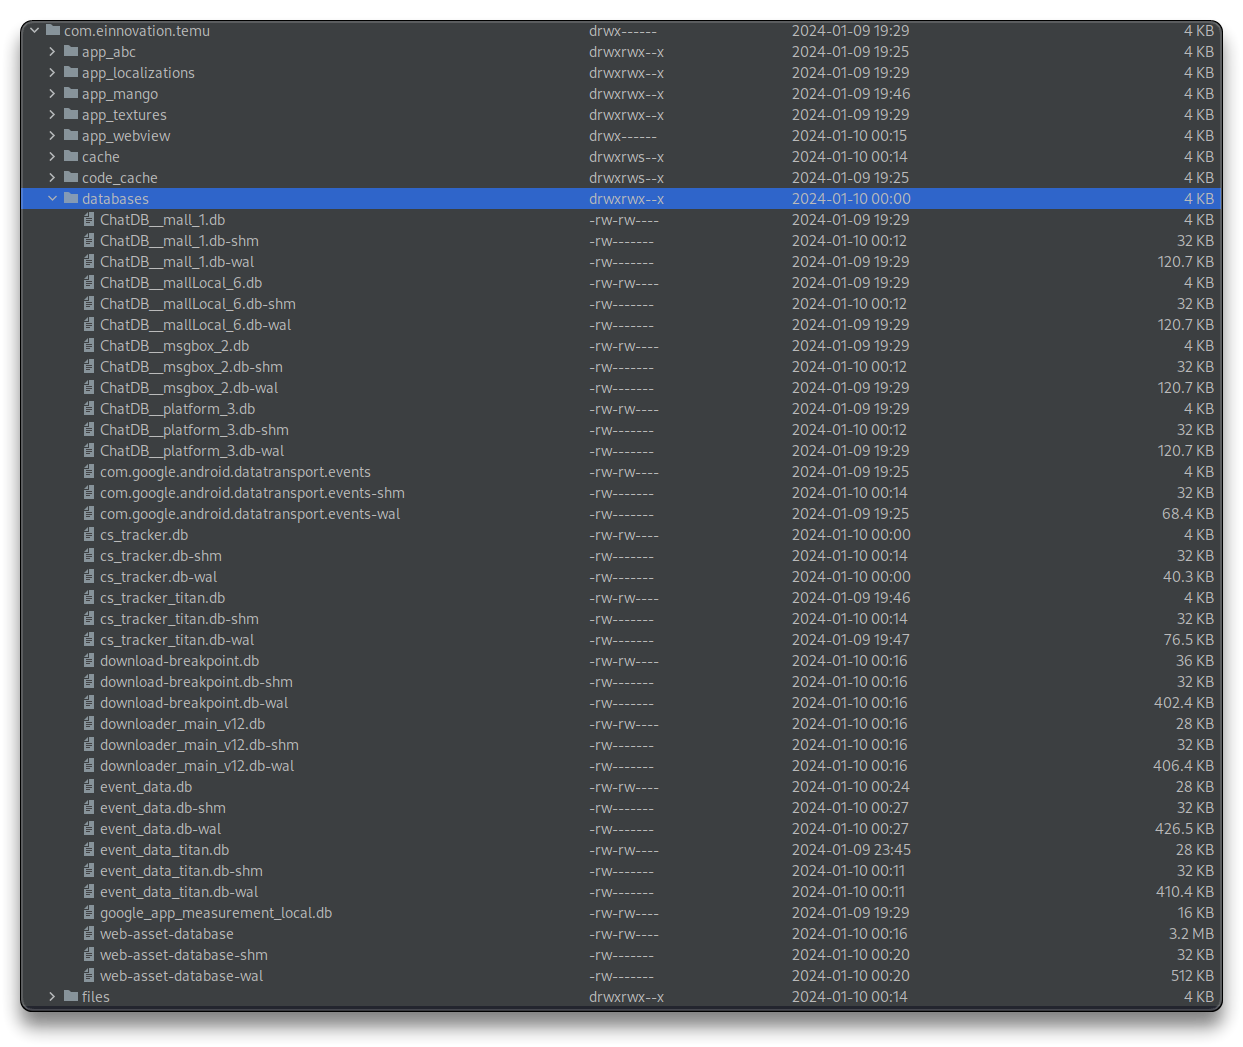 com.einnovation.temu drwx------ 2024-01-09 19:29 4 KB
app_abc drwxrwx--x 2024-01-09 19:25 4 KB
app_localizations drwxrwx--x 2024-01-09 19:29 4 KB
app_mango drwxrwx--x 2024-01-09 19:46 4 KB
app_textures drwxrwx--x 2024-01-09 19:29 4 KB
app_webview drwx------ 2024-01-10 00:15 4 KB
cache drwxrws--x 2024-01-10 00:14 4 KB
code_cache drwxrws--x 2024-01-09 19:25 4 KB
databases drwxrwx--x 2024-01-10 00:00 4 KB
ChatDB__mall_1.db -rw-rw---- 2024-01-09 19:29 4 KB
ChatDB__mall_1.db-shm -rw------- 2024-01-10 00:12 32 KB
ChatDB__mall_1.db-wal -rw------- 2024-01-09 19:29 120.7 KB
ChatDB__mallLocal_6.db -rw-rw---- 2024-01-09 19:29 4 KB
ChatDB__mallLocal_6.db-shm -rw------- 2024-01-10 00:12 32 KB
ChatDB__mallLocal_6.db-wal -rw------- 2024-01-09 19:29 120.7 KB
ChatDB__msgbox_2.db -rw-rw---- 2024-01-09 19:29 4 KB
ChatDB__msgbox_2.db-shm -rw------- 2024-01-10 00:12 32 KB
ChatDB__msgbox_2.db-wal -rw------- 2024-01-09 19:29 120.7 KB
ChatDB__platform_3.db -rw-rw---- 2024-01-09 19:29 4 KB
ChatDB__platform_3.db-shm -rw------- 2024-01-10 00:12 32 KB
ChatDB__platform_3.db-wal -rw------- 2024-01-09 19:29 120.7 KB
com.google.android.datatransport.events -rw-rw---- 2024-01-09 19:25 4 KB
com.google.android.datatransport.events-shm -rw------- 2024-01-10 00:14 32 KB
com.google.android.datatransport.events-wal -rw------- 2024-01-09 19:25 68.4 KB
cs_tracker.db -rw-rw---- 2024-01-10 00:00 4 KB
cs_tracker.db-shm -rw------- 2024-01-10 00:14 32 KB
cs_tracker.db-wal -rw------- 2024-01-10 00:00 40.3 KB
cs_tracker_titan.db -rw-rw---- 2024-01-09 19:46 4 KB
cs_tracker_titan.db-shm -rw------- 2024-01-10 00:14 32 KB
cs_tracker_titan.db-wal -rw------- 2024-01-09 19:47 76.5 KB
download-breakpoint.db -rw-rw---- 2024-01-10 00:16 36 KB
download-breakpoint.db-shm -rw------- 2024-01-10 00:16 32 KB
download-breakpoint.db-wal -rw------- 2024-01-10 00:16 402.4 KB
downloader_main_v12.db -rw-rw---- 2024-01-10 00:16 28 KB
downloader_main_v12.db-shm -rw------- 2024-01-10 00:16 32 KB
downloader_main_v12.db-wal -rw------- 2024-01-10 00:16 406.4 KB
event_data.db -rw-rw---- 2024-01-10 00:24 28 KB
event_data.db-shm -rw------- 2024-01-10 00:27 32 KB
event_data.db-wal -rw------- 2024-01-10 00:27 426.5 KB
event_data_titan.db -rw-rw---- 2024-01-09 23:45 28 KB
event_data_titan.db-shm -rw------- 2024-01-10 00:11 32 KB
event_data_titan.db-wal -rw------- 2024-01-10 00:11 410.4 KB
google_app_measurement_local.db -rw-rw---- 2024-01-09 19:29 16 KB
web-asset-database -rw-rw---- 2024-01-10 00:16 3.2 MB
web-asset-database-shm -rw------- 2024-01-10 00:20 32 KB
web-asset-database-wal -rw------- 2024-01-10 00:20 512 KB
files drwxrwx--x 2024-01-10 00:14 4 KB